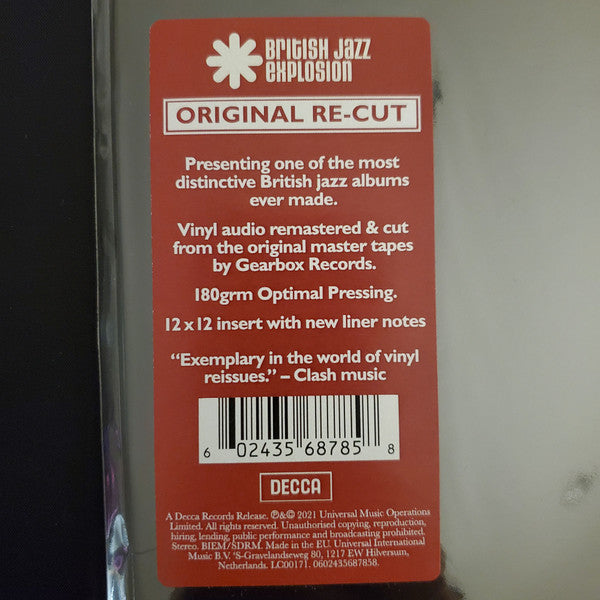 British Jazz
explosion
ORIGINAL RE-CUT
Presenting one of the most
distinctive British jazz albums
ever made.
Vinyl audio remastered & cut
from the original master tapes
by Gearbox Records.
180grm Optimal Pressing.
12 x 12 insert with new liner notes
“Exemplary in the world of vinyl
reissues.” – Clash music
6 02435 68785 8
DECCA
A Decca Records Release. ℗&© 2021 Universal Music Operations
Limited. All rights reserved. Unauthorised copying, reproduction,
hiring, lending, public performance and broadcasting prohibited.
Stereo. BIEM/SDRM. Made in the EU. Universal International
Music B.V. 'S-Gravelandseweg 80, 1217 EW Hilversum,
Netherlands. LC00171. 0602435687858.